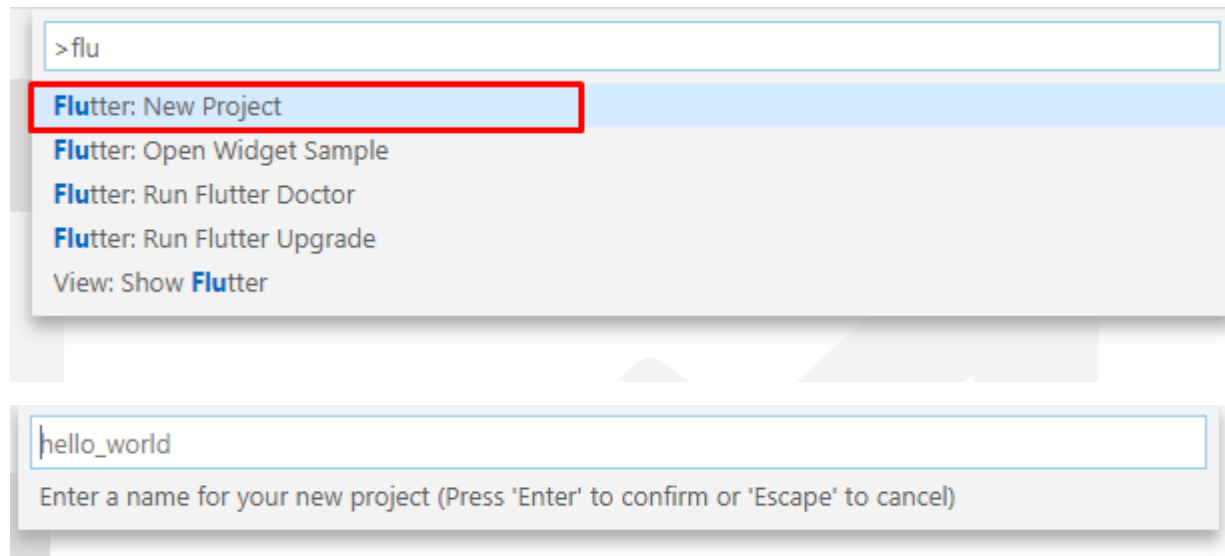 >flu
Flutter: New Project
Flutter: Open Widget Sample
Flutter: Run Flutter Doctor
Flutter: Run Flutter Upgrade
View: Show Flutter
hello_world
Enter a name for your new project (Press 'Enter' to confirm or 'Escape' to cancel)